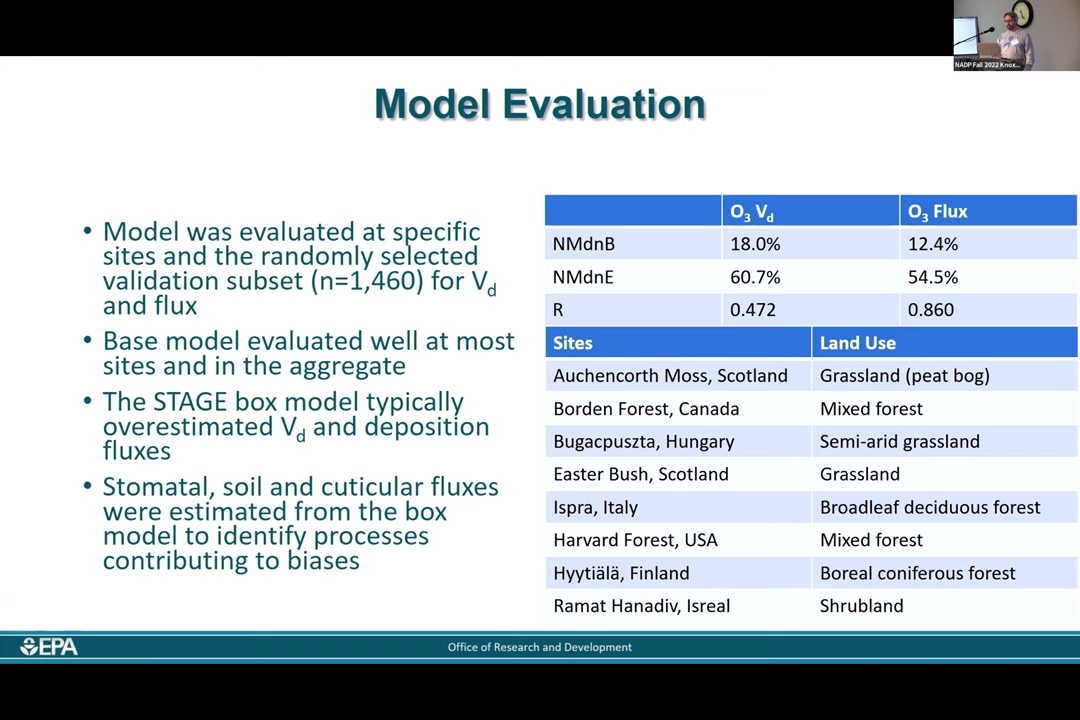 NADP Fall 2022 Knox...
Model Evaluation
• Model was evaluated at specific
sites and the randomly selected
validation subset (n=1,460) for Vd
and flux
• Base model evaluated well at most
sites and in the aggregate
• The STAGE box model typically
overestimated Vd and deposition
fluxes
• Stomatal, soil and cuticular fluxes
were estimated from the box
model to identify processes
contributing to biases
O3 Vd O3 Flux
NMdnB 18.0% 12.4%
NMdnE 60.7% 54.5%
R 0.472 0.860
Sites Land Use
Auchencorth Moss, Scotland Grassland (peat bog)
Borden Forest, Canada Mixed forest
Bugacpuszta, Hungary Semi-arid grassland
Easter Bush, Scotland Grassland
Ispra, Italy Broadleaf deciduous forest
Harvard Forest, USA Mixed forest
Hyytiälä, Finland Boreal coniferous forest
Ramat Hanadiv, Isreal Shrubland
EPA
Office of Research and Development